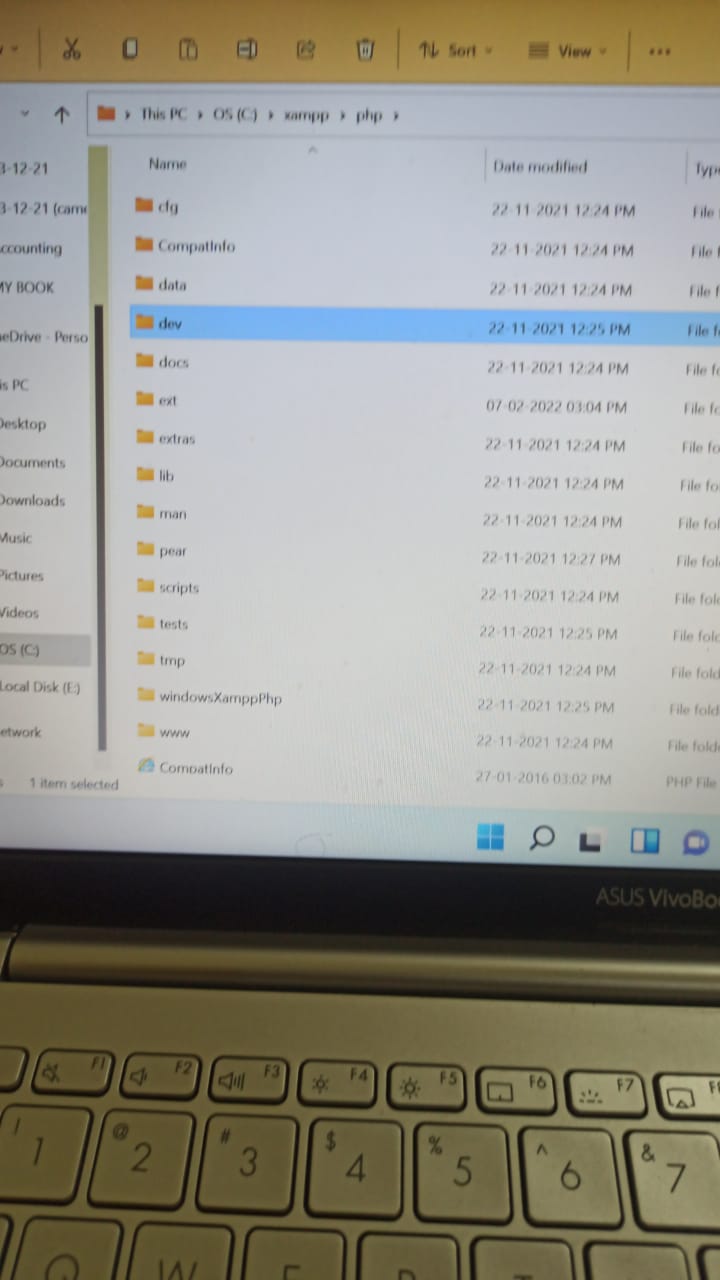 Sort View
This PC > OS (C:) > xampp > php >
3-12-21
Name Date modified Type
3-12-21 (came
cfg 22-11-2021 12:24 PM File
ccounting
CompatInfo 22-11-2021 12:24 PM File f
MY BOOK
data 22-11-2021 12:24 PM File f
neDrive - Perso
dev 22-11-2021 12:25 PM File fo
is PC
docs 22-11-2021 12:24 PM File fo
Desktop
ext 07-02-2022 03:04 PM File fo
Documents
extras 22-11-2021 12:24 PM File fo
Downloads
lib 22-11-2021 12:24 PM File fo
Music
man 22-11-2021 12:24 PM File fol
Pictures
pear 22-11-2021 12:27 PM File fol
Videos
scripts 22-11-2021 12:24 PM File fold
OS (C:)
tests 22-11-2021 12:25 PM File fold
Local Disk (E:)
tmp 22-11-2021 12:24 PM File fold
windowsXamppPhp 22-11-2021 12:25 PM File fold
etwork
www 22-11-2021 12:24 PM File folde
CompatInfo 27-01-2016 03:02 PM PHP File
1 item selected
ASUS VivoBo
F1 F2 F3 F4 F5 F6 F7 F8
! @ # $ % ^ &
1 2 3 4 5 6 7